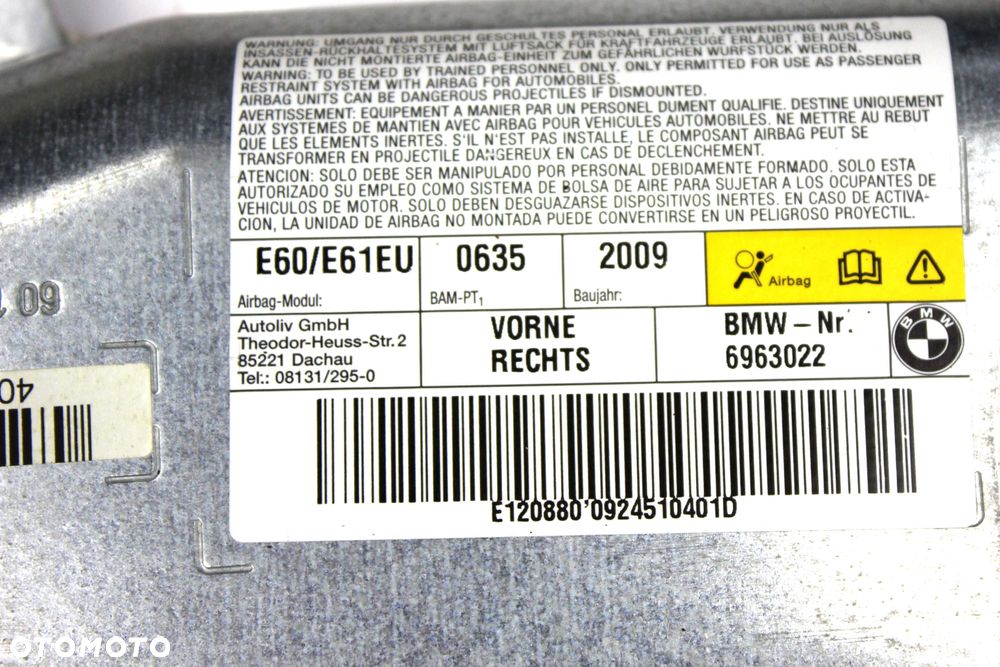 WARNUNG: UMGANG NUR DURCH GESCHULTES PERSONAL ERLAUBT. VERWENDUNG NUR ALS
INSASSEN-RÜCKHALTESYSTEM MIT LUFTSACK FÜR KRAFTFAHRZEUGE ERLAUBT. BEI AUSLÖSUNG
KANN DIE NICHT MONTIERTE AIRBAG-EINHEIT ZUM GEFÄHRLICHEN WURFSTÜCK WERDEN.
WARNING: TO BE USED BY TRAINED PERSONNEL ONLY. ONLY PERMITTED FOR USE AS PASSENGER
RESTRAINT SYSTEM WITH AIRBAG FOR AUTOMOBILES.
AIRBAG UNITS CAN BE DANGEROUS PROJECTILES IF DISMOUNTED.
AVERTISSEMENT: EQUIPEMENT A MANIER PAR UN PERSONEL DUMENT QUALIFIE. DESTINE UNIQUEMENT
AUX SYSTEMES DE MANTIEN AVEC AIRBAG POUR VEHICULES AUTOMOBILES. NE METTRE AU REBUT
QUE LES ELEMENTS INERTES. S'IL N'EST PAS INSTALLE, LE COMPOSANT AIRBAG PEUT SE
TRANSFORMER EN PROJECTILE DANGEREUX EN CAS DE DECLENCHEMENT.
ATENCION: SOLO DEBE SER MANIPULADO POR PERSONAL DEBIDAMENTE FORMADO. SOLO ESTA
AUTORIZADO SU EMPLEO COMO SISTEMA DE BOLSA DE AIRE PARA SUJETAR A LOS OCUPANTES DE
VEHICULOS DE MOTOR. SOLO DEBEN DESGUAZARSE DISPOSITIVOS INERTES. EN CASO DE ACTIVA-
CION, LA UNIDAD DE AIRBAG NO MONTADA PUEDE CONVERTIRSE EN UN PELIGROSO PROYECTIL.
E60/E61EU 0635 2009
Airbag
Airbag-Modul: BAM-PT1 Baujahr:
Autoliv GmbH
Theodor-Heuss-Str. 2
85221 Dachau
Tel.: 08131/295-0
VORNE
RECHTS
BMW – Nr.
6963022
BMW
E120880'0924510401D
60
40
OTOMOTO